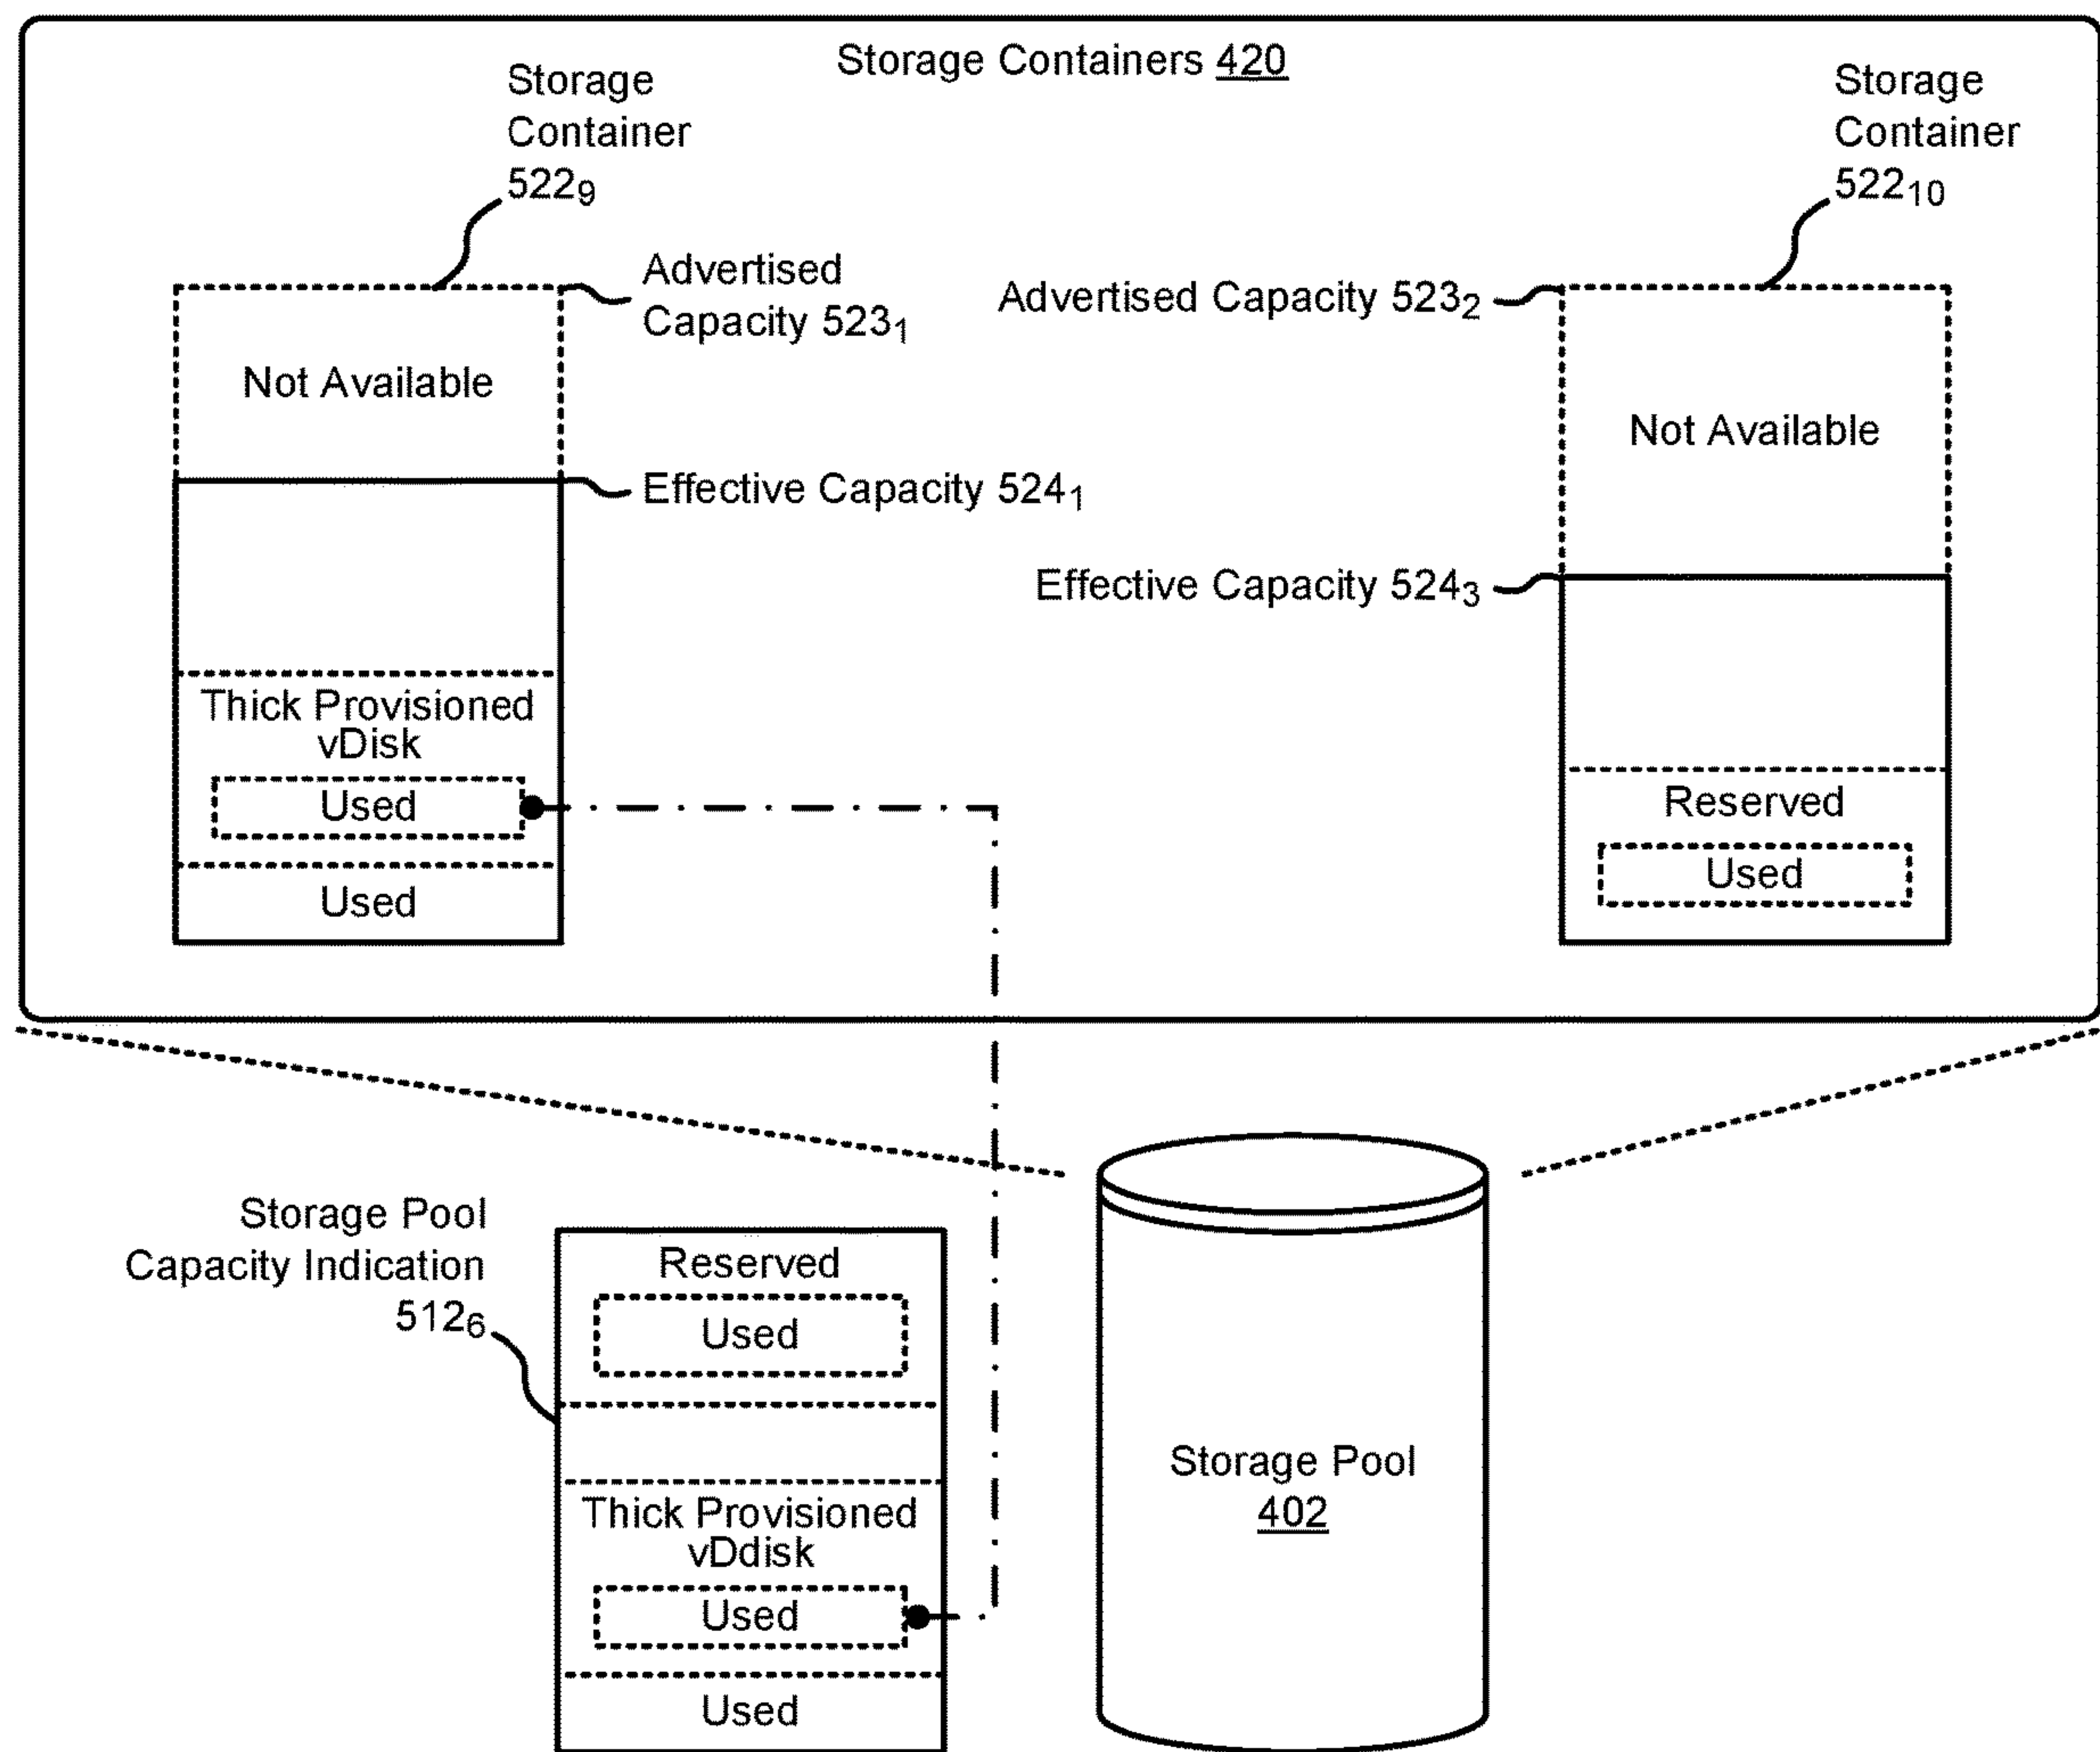 Storage Containers 420
Storage
Container
522₉
Storage
Container
522₁₀
Advertised
Capacity 523₁
Advertised Capacity 523₂
Not Available
Not Available
Effective Capacity 524₁
Effective Capacity 524₃
Thick Provisioned
vDisk
Used
Used
Reserved
Used
Storage Pool
Capacity Indication
512₆
Reserved
Used
Thick Provisioned
vDdisk
Used
Used
Storage Pool
402